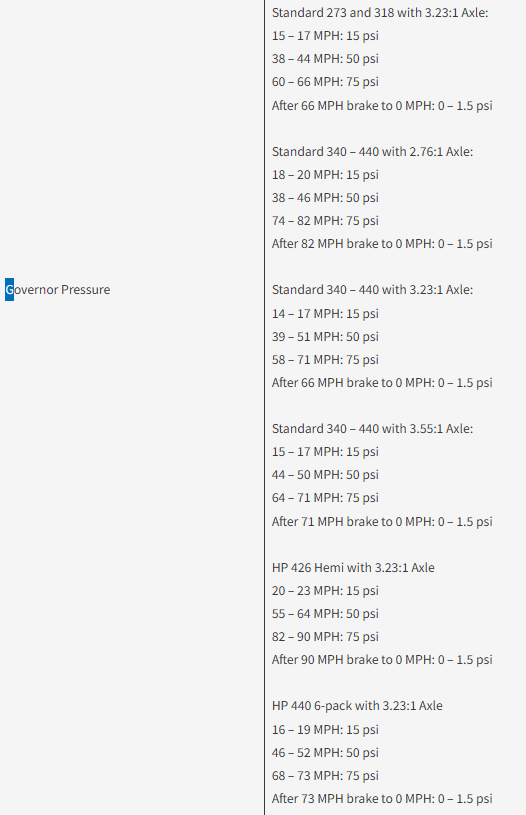 Standard 273 and 318 with 3.23:1 Axle:
15 – 17 MPH: 15 psi
38 – 44 MPH: 50 psi
60 – 66 MPH: 75 psi
After 66 MPH brake to 0 MPH: 0 – 1.5 psi
Standard 340 – 440 with 2.76:1 Axle:
18 – 20 MPH: 15 psi
38 – 46 MPH: 50 psi
74 – 82 MPH: 75 psi
After 82 MPH brake to 0 MPH: 0 – 1.5 psi
Governor Pressure
Standard 340 – 440 with 3.23:1 Axle:
14 – 17 MPH: 15 psi
39 – 51 MPH: 50 psi
58 – 71 MPH: 75 psi
After 66 MPH brake to 0 MPH: 0 – 1.5 psi
Standard 340 – 440 with 3.55:1 Axle:
15 – 17 MPH: 15 psi
44 – 50 MPH: 50 psi
64 – 71 MPH: 75 psi
After 71 MPH brake to 0 MPH: 0 – 1.5 psi
HP 426 Hemi with 3.23:1 Axle
20 – 23 MPH: 15 psi
55 – 64 MPH: 50 psi
82 – 90 MPH: 75 psi
After 90 MPH brake to 0 MPH: 0 – 1.5 psi
HP 440 6-pack with 3.23:1 Axle
16 – 19 MPH: 15 psi
46 – 52 MPH: 50 psi
68 – 73 MPH: 75 psi
After 73 MPH brake to 0 MPH: 0 – 1.5 psi